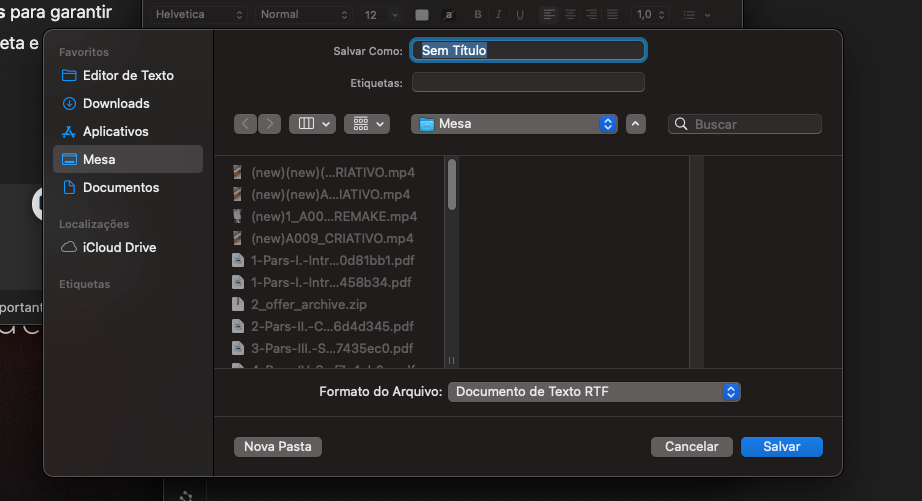 s para garantir
Helvetica
Normal
12
a
B I U
1,0
eta e
Favoritos
Editor de Texto
Downloads
Aplicativos
Mesa
Documentos
Localizações
iCloud Drive
Etiquetas
portant
Salvar Como: Sem Título
Etiquetas:
Mesa
Buscar
(new)(new)(...RIATIVO.mp4
(new)(new)A...IATIVO.mp4
(new)1_A00...REMAKE.mp4
(new)A009_CRIATIVO.mp4
1-Pars-I.-Intr...0d81bb1.pdf
1-Pars-I.-Intr...458b34.pdf
2_offer_archive.zip
2-Pars-II.-C...6d4d345.pdf
3-Pars-III.-S...7435ec0.pdf
Formato do Arquivo: Documento de Texto RTF
Nova Pasta
Cancelar
Salvar